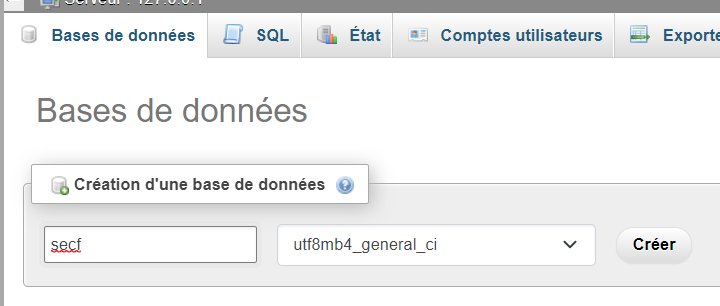 Serveur : 127.0.0.1
Bases de données SQL État Comptes utilisateurs Exporte
Bases de données
Création d'une base de données
secf utf8mb4_general_ci Créer